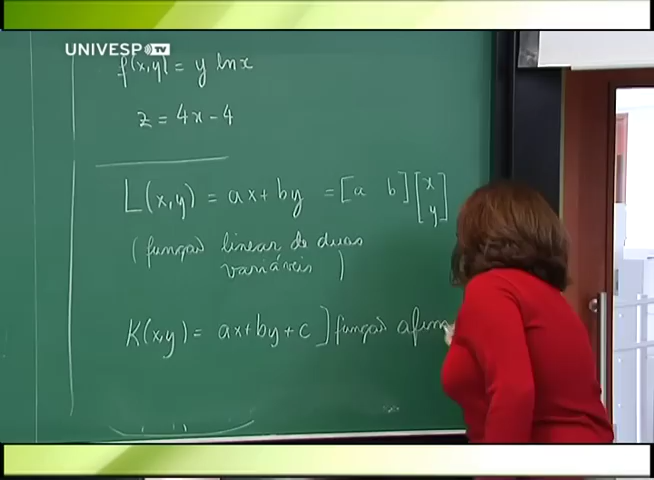 UNIVESP TV
f(x,y) = y ln x
z = 4x - 4
L(x,y) = ax + by = [a b] [x y]
(função linear de duas
variáveis)
K(x,y) = ax + by + c ] função afim